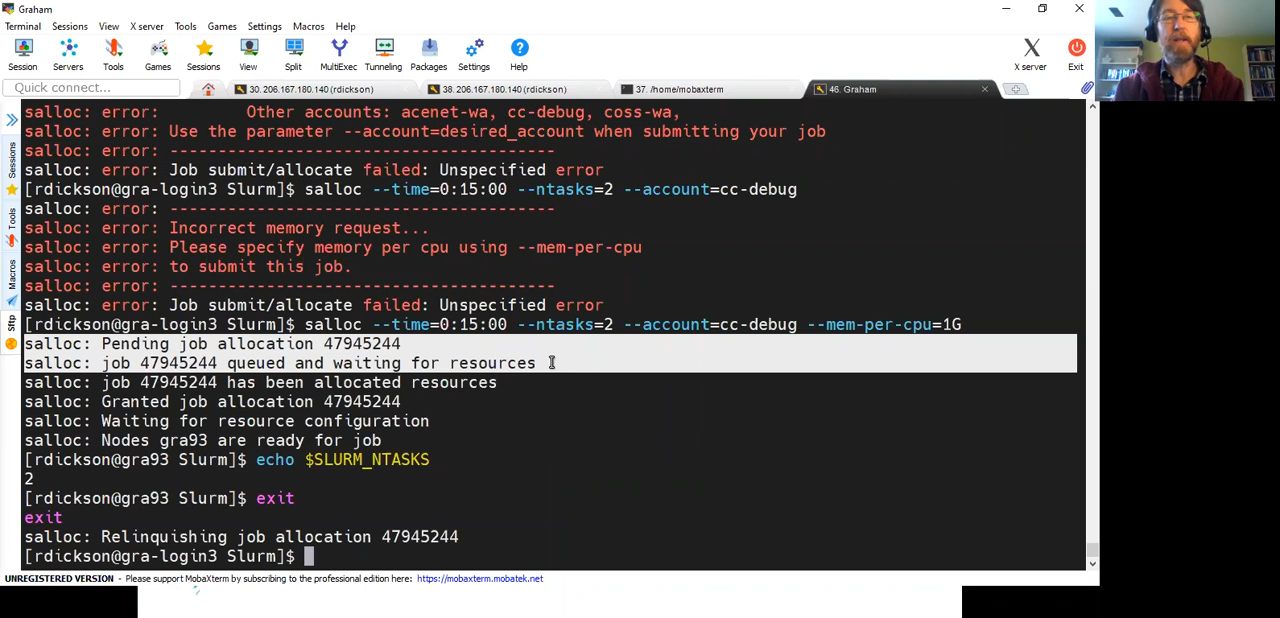 Graham
Terminal Sessions View X server Tools Games Settings Macros Help
Session Servers Tools Games Sessions View Split MultiExec Tunneling Packages Settings Help X server Exit
Quick connect...
30. 206.167.180.140 (rdickson)
38. 206.167.180.140 (rdickson)
37. /home/mobaxterm
46. Graham
Sessions
Tools
Macros
Sftp
salloc: error: Other accounts: acenet-wa, cc-debug, coss-wa,
salloc: error: Use the parameter --account=desired_account when submitting your job
salloc: error: ----------------------------------------
salloc: error: Job submit/allocate failed: Unspecified error
[rdickson@gra-login3 Slurm]$ salloc --time=0:15:00 --ntasks=2 --account=cc-debug
salloc: error: ----------------------------------------
salloc: error: Incorrect memory request...
salloc: error: Please specify memory per cpu using --mem-per-cpu
salloc: error: to submit this job.
salloc: error: ----------------------------------------
salloc: error: Job submit/allocate failed: Unspecified error
[rdickson@gra-login3 Slurm]$ salloc --time=0:15:00 --ntasks=2 --account=cc-debug --mem-per-cpu=1G
salloc: Pending job allocation 47945244
salloc: job 47945244 queued and waiting for resources
salloc: job 47945244 has been allocated resources
salloc: Granted job allocation 47945244
salloc: Waiting for resource configuration
salloc: Nodes gra93 are ready for job
[rdickson@gra93 Slurm]$ echo $SLURM_NTASKS
2
[rdickson@gra93 Slurm]$ exit
exit
salloc: Relinquishing job allocation 47945244
[rdickson@gra-login3 Slurm]$
UNREGISTERED VERSION - Please support MobaXterm by subscribing to the professional edition here: https://mobaxterm.mobatek.net